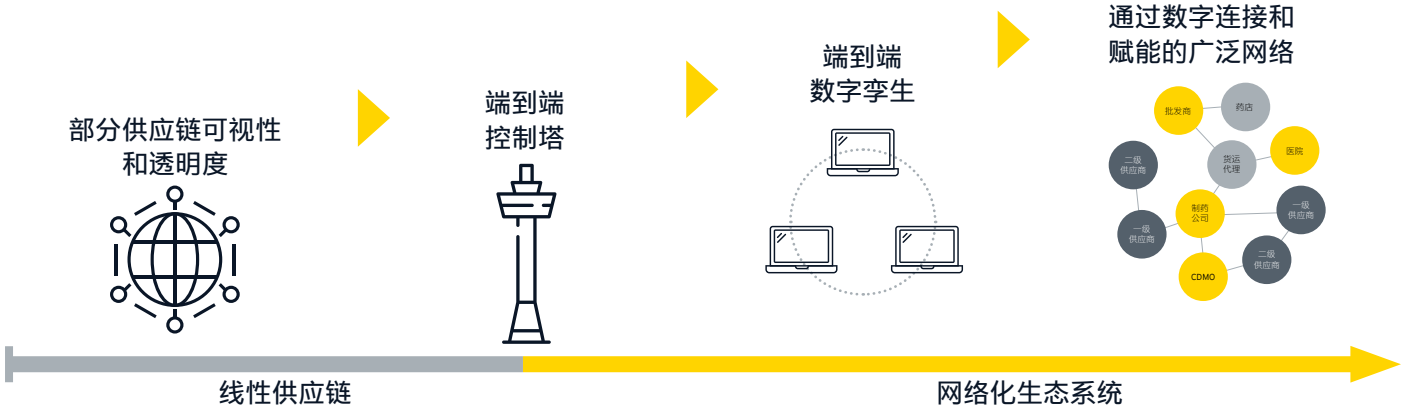 部分供应链可视性
和透明度
端到端
控制塔
端到端
数字孪生
通过数字连接和
赋能的广泛网络
批发商
药店
二级
供应商
货运
代理
医院
制药
公司
一级
供应商
一级
供应商
二级
供应商
CDMO
线性供应链
网络化生态系统